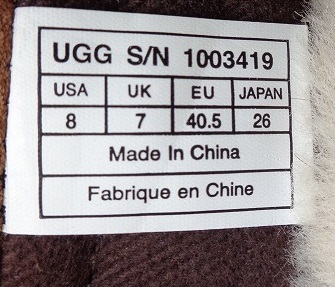 UGG S/N 1003419
USA UK EU JAPAN
8 7 40.5 26
Made In China
Fabrique en Chine